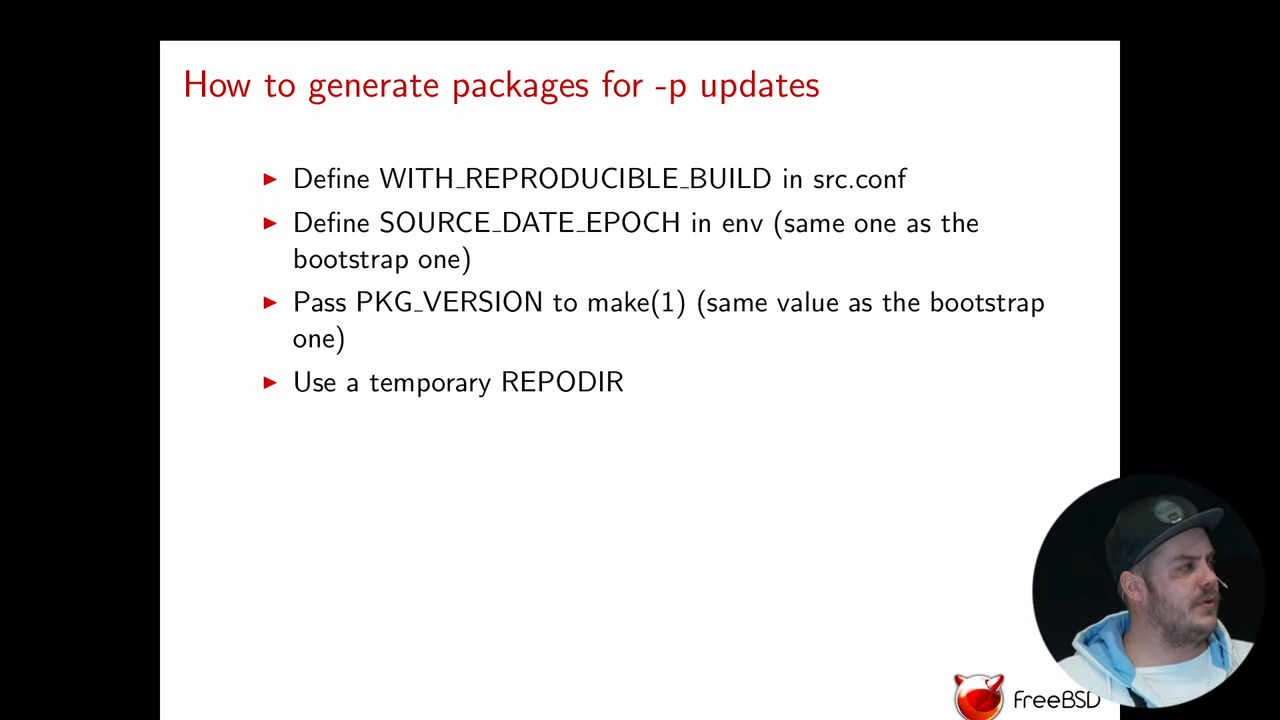 How to generate packages for -p updates
Define WITH_REPRODUCIBLE_BUILD in src.conf
Define SOURCE_DATE_EPOCH in env (same one as the
bootstrap one)
Pass PKG_VERSION to make(1) (same value as the bootstrap
one)
Use a temporary REPODIR
FreeBSD